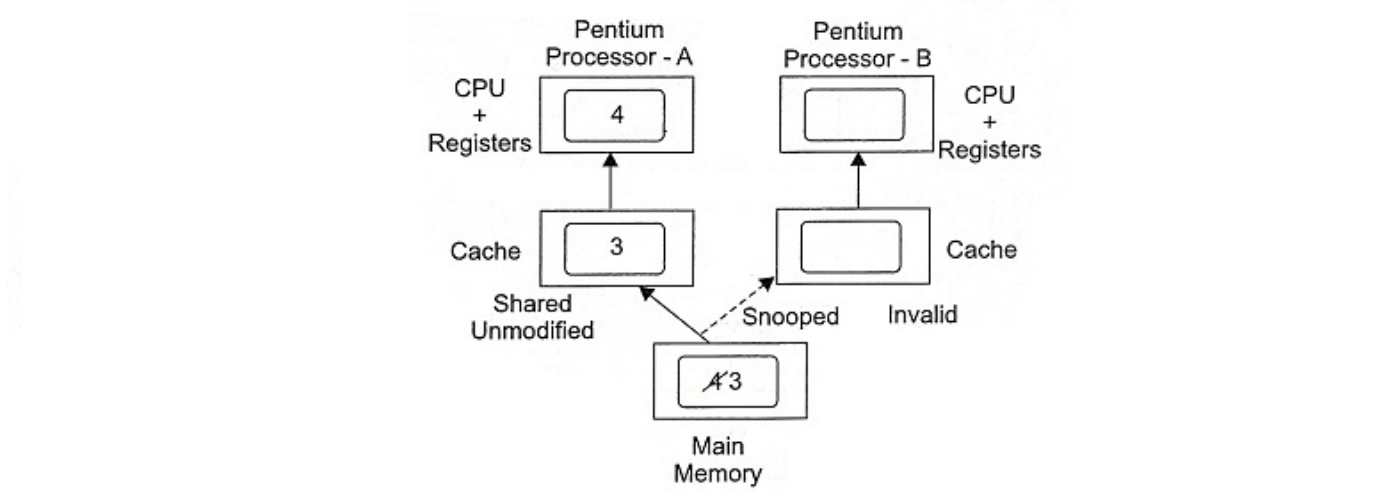 Pentium
Processor - A
Pentium
Processor - B
CPU
+
Registers
4
CPU
+
Registers
Cache
3
Cache
Shared
Unmodified
Snooped
Invalid
4 3
Main
Memory